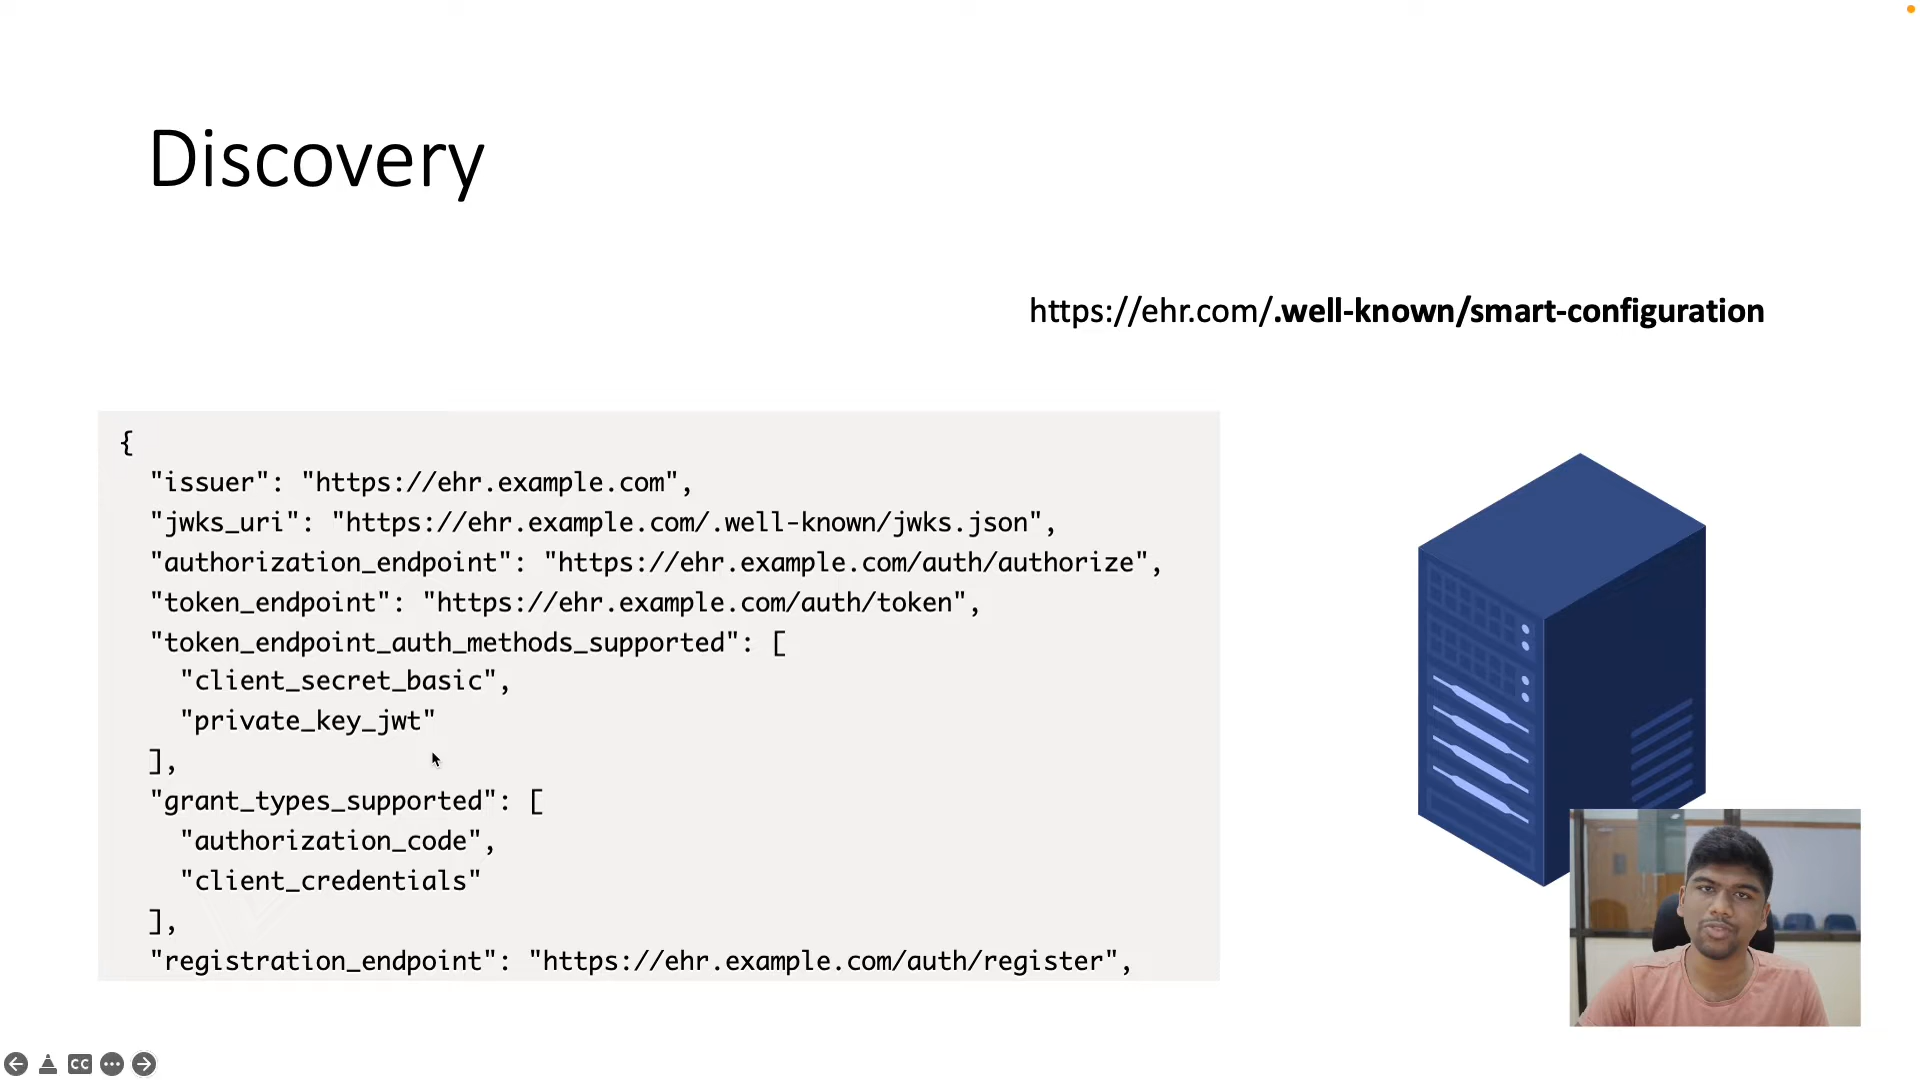 Discovery
https://ehr.com/.well-known/smart-configuration
{
"issuer": "https://ehr.example.com",
"jwks_uri": "https://ehr.example.com/.well-known/jwks.json",
"authorization_endpoint": "https://ehr.example.com/auth/authorize",
"token_endpoint": "https://ehr.example.com/auth/token",
"token_endpoint_auth_methods_supported": [
"client_secret_basic",
"private_key_jwt"
],
"grant_types_supported": [
"authorization_code",
"client_credentials"
],
"registration_endpoint": "https://ehr.example.com/auth/register",
CC